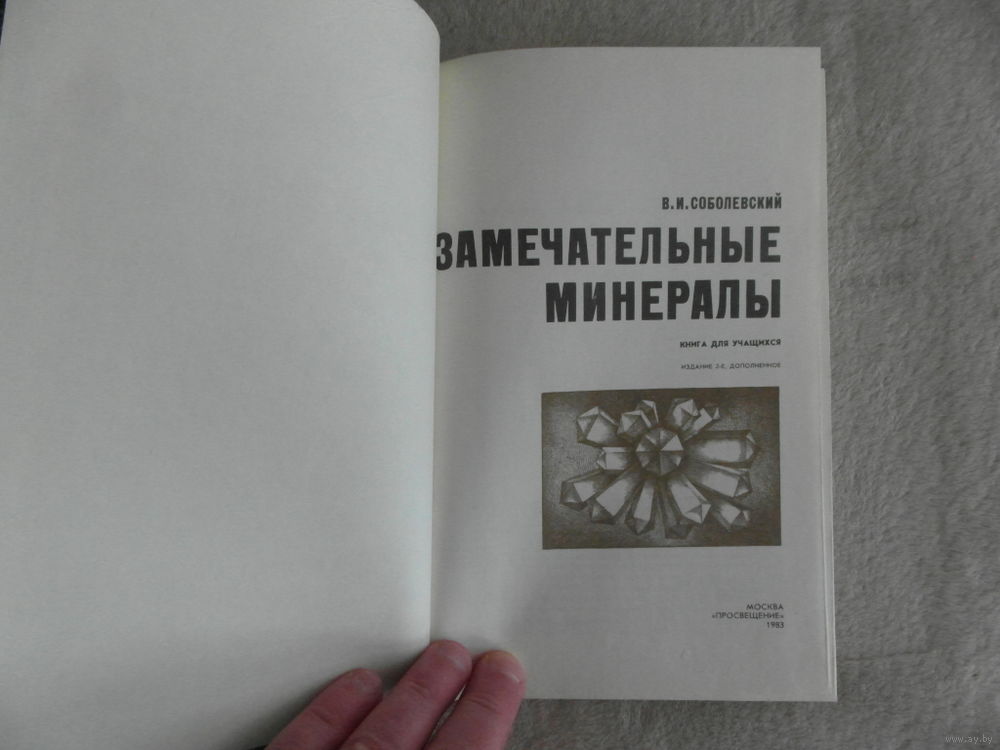 В.И.СОБОЛЕВСКИЙ
ЗАМЕЧАТЕЛЬНЫЕ
МИНЕРАЛЫ
КНИГА ДЛЯ УЧАЩИХСЯ
ИЗДАНИЕ 2-Е, ДОПОЛНЕННОЕ
МОСКВА
«ПРОСВЕЩЕНИЕ»
1983
www.ay.by